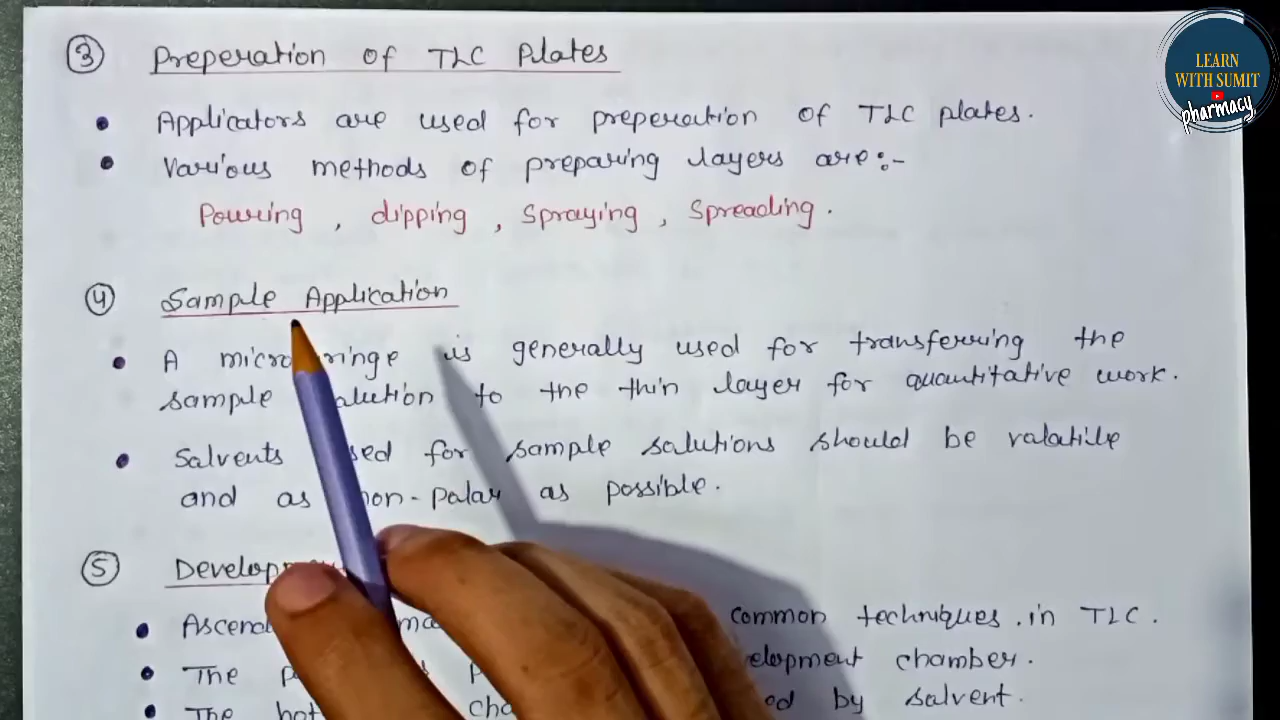 ③ Preperation of TLC Plates
• Applicators are used for preperation of TLC plates.
• Various methods of preparing layers are:-
Pouring , dipping , Spraying , Spreading .
④ Sample Application
• A is generally used for transferring the
sample to the thin layer for quantitative work.
• Solvents for sample solutions should be volatile
and as non-polar as possible.
⑤
• common techniques . in TLC .
• The chamber.
• The by solvent.
LEARN
WITH SUMIT
pharmacy